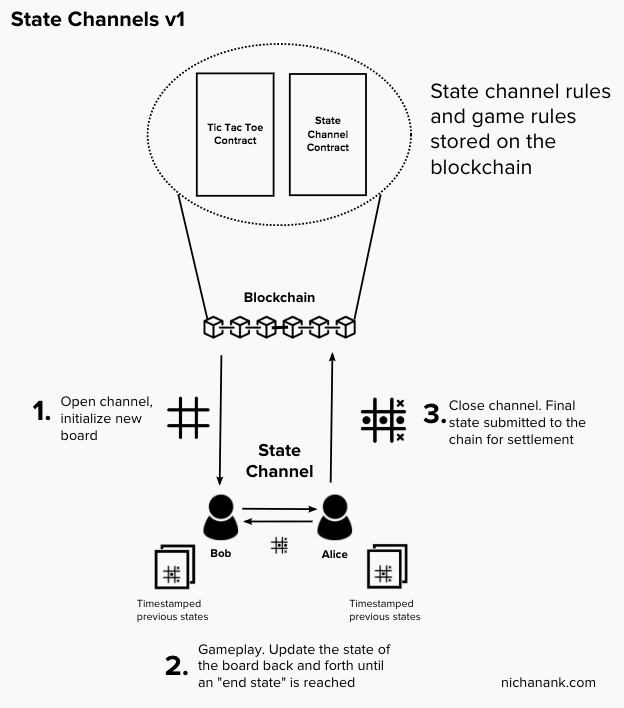 State Channels v1
Tic Tac Toe
Contract
State
Channel
Contract
State channel rules
and game rules
stored on the
blockchain
Blockchain
1.
Open channel,
initialize new
board
3.
Close channel. Final
state submitted to the
chain for settlement
State
Channel
Bob
Alice
Timestamped
previous states
Timestamped
previous states
2.
Gameplay. Update the state of
the board back and forth until
an "end state" is reached
nichanank.com